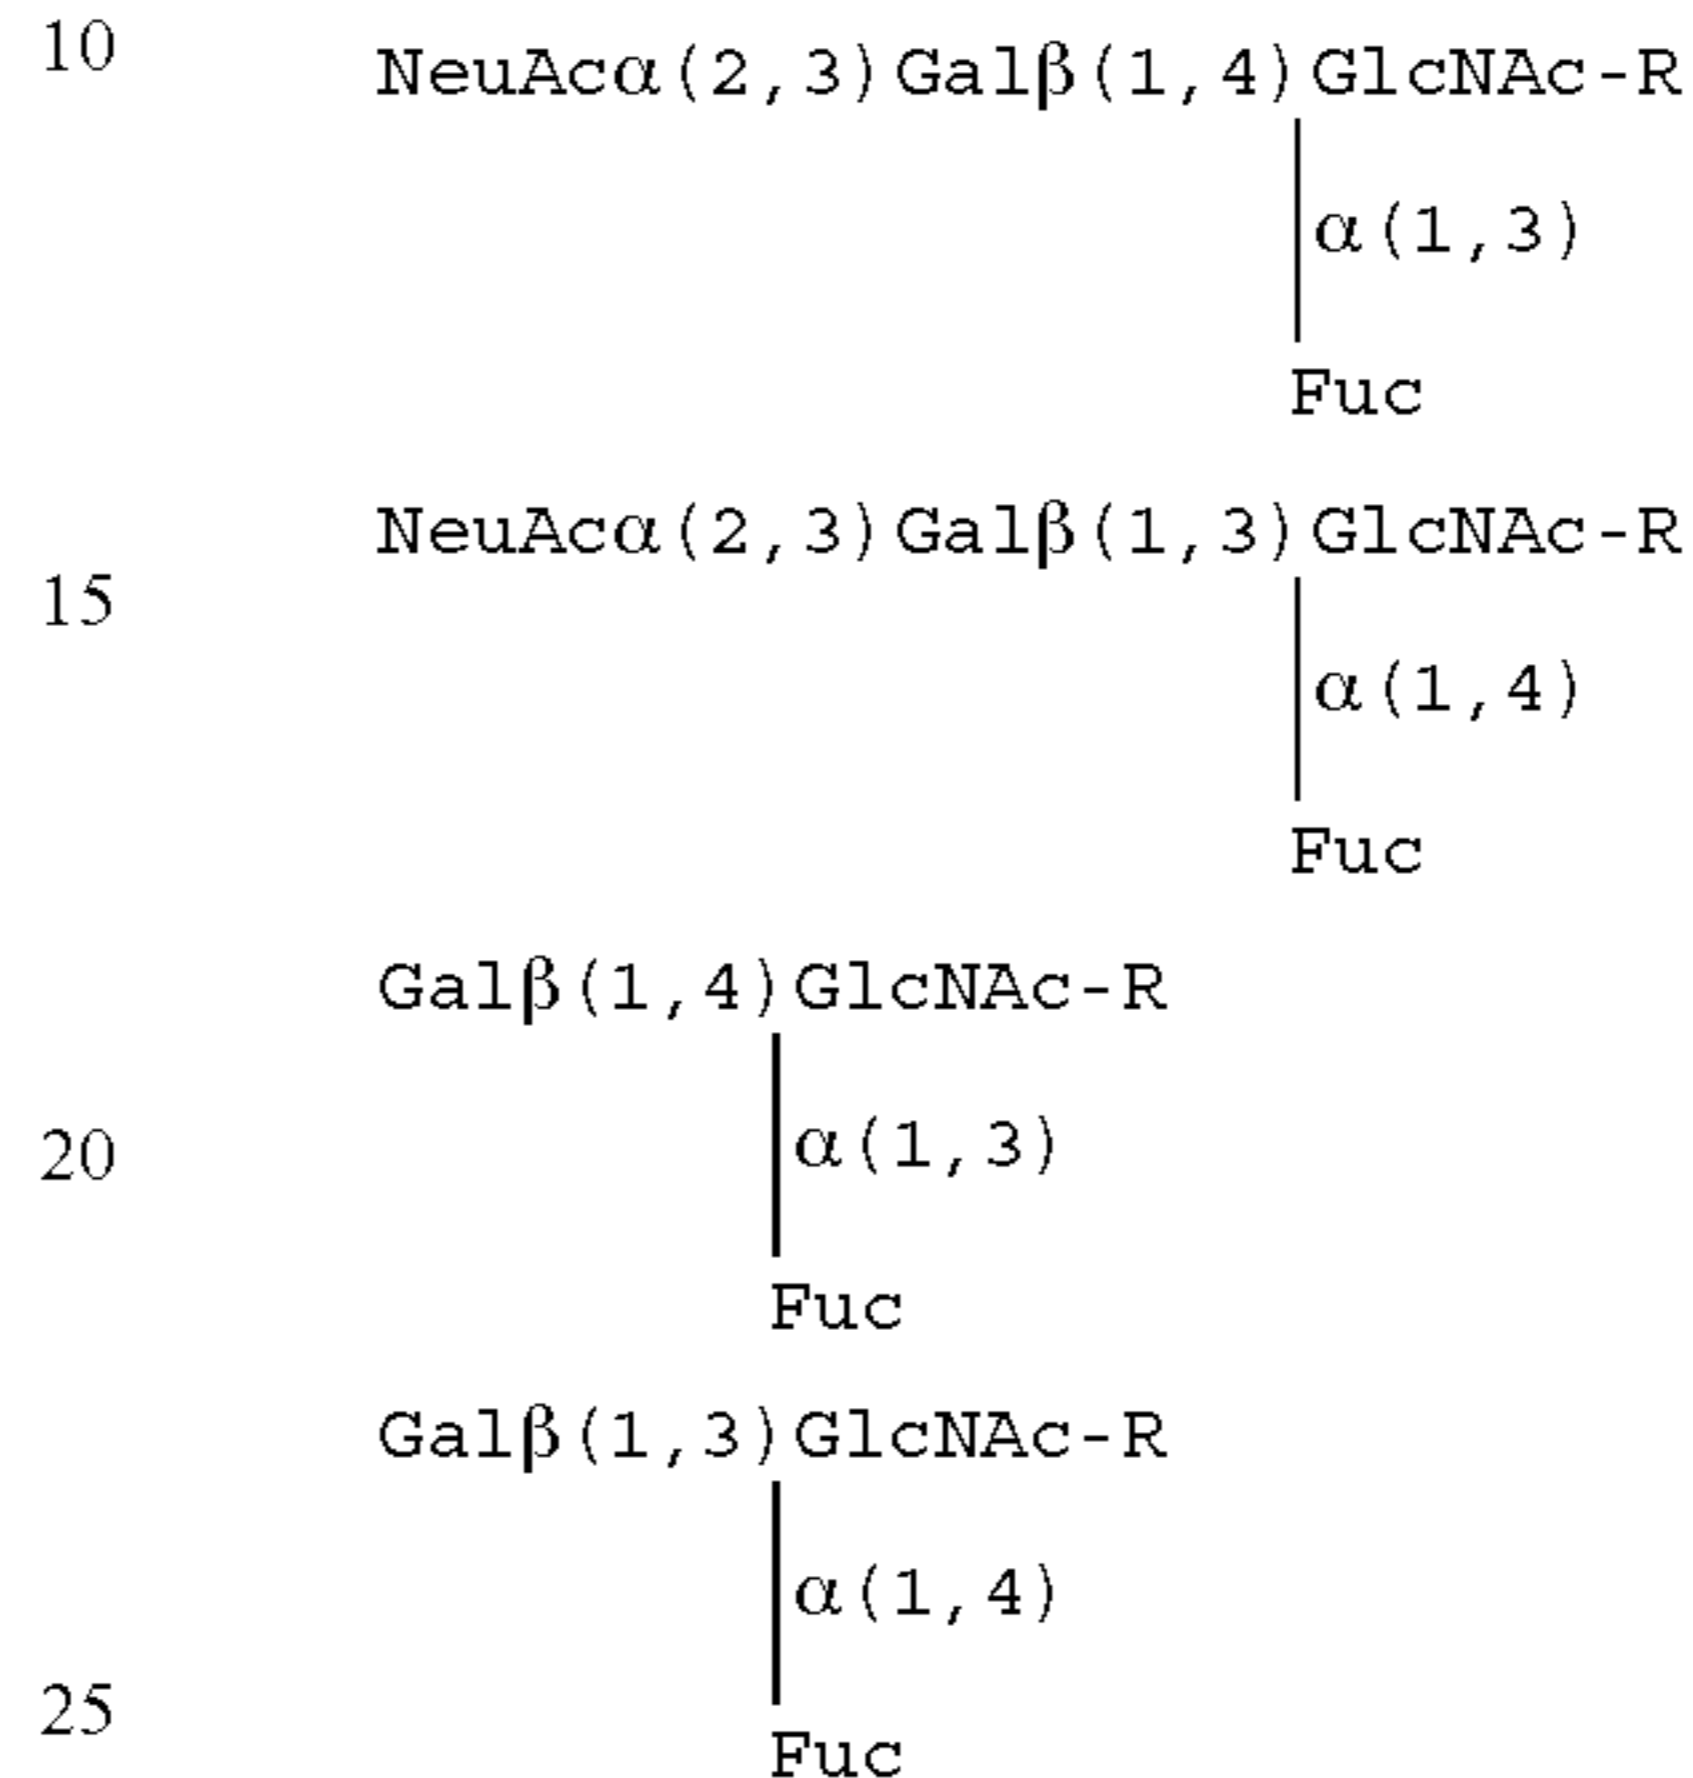 10
NeuAcα(2,3)Galβ(1,4)GlcNAc-R
α(1,3)
Fuc
NeuAcα(2,3)Galβ(1,3)GlcNAc-R
15
α(1,4)
Fuc
Galβ(1,4)GlcNAc-R
20
α(1,3)
Fuc
Galβ(1,3)GlcNAc-R
α(1,4)
25
Fuc